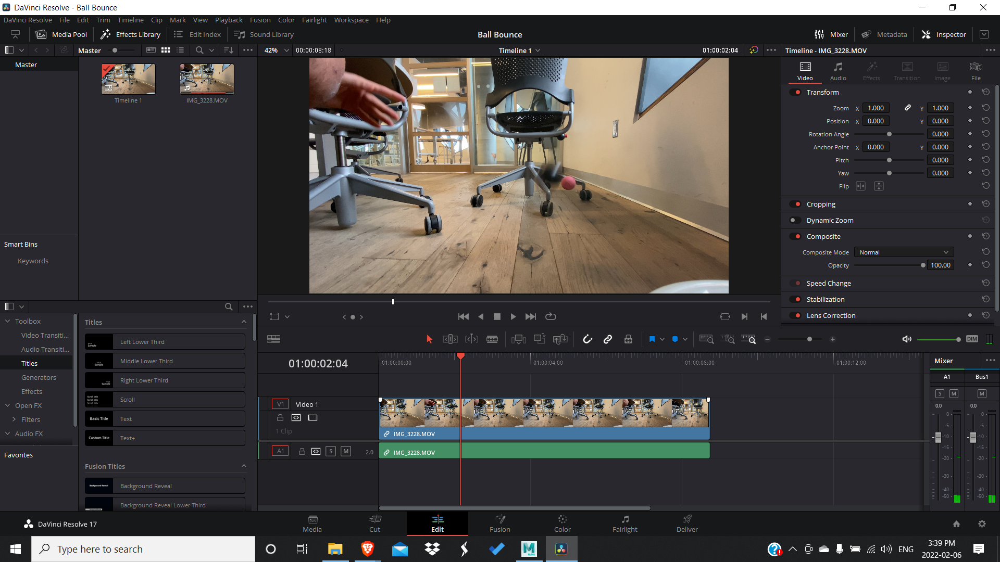 DaVinci Resolve - Ball Bounce
DaVinci Resolve File Edit Trim Timeline Clip Mark View Playback Fusion Color Fairlight Workspace Help
Media Pool Effects Library Edit Index Sound Library Ball Bounce Mixer Metadata Inspector
Master 42% 00:00:08:18 Timeline 1 01:00:02:04 Timeline - IMG_3228.MOV
Master
Timeline 1 IMG_3228.MOV
Smart Bins
Keywords
Video Audio Effects Transition Image File
Transform
Zoom X 1.000 Y 1.000
Position X 0.000 Y 0.000
Rotation Angle 0.000
Anchor Point X 0.000 Y 0.000
Pitch 0.000
Yaw 0.000
Flip
Cropping
Dynamic Zoom
Composite
Composite Mode Normal
Opacity 100.00
Speed Change
Stabilization
Lens Correction
Toolbox
Video Transiti...
Audio Transiti...
Titles
Generators
Effects
Open FX
Filters
Audio FX
Favorites
Titles
Left Lower Third
Middle Lower Third
Right Lower Third
Scroll
Basic Title Text
Custom Title Text+
Fusion Titles
Background Reveal Background Reveal
Background Reveal Lower Third
DIM
01:00:02:04 01:00:00:00 01:00:04:00 01:00:08:00 01:00:12:00
V1 Video 1
1 Clip
IMG_3228.MOV
A1 S M 2.0 IMG_3228.MOV
Mixer
A1 Bus1
S M M
0.0 0.0
0 0
-5 -5
-10 -10
-15 -15
-20 -20
-30 -30
-40 -40
-50 -50
DaVinci Resolve 17 Media Cut Edit Fusion Color Fairlight Deliver
Type here to search
M
MAYA
ENG
3:39 PM
2022-02-06